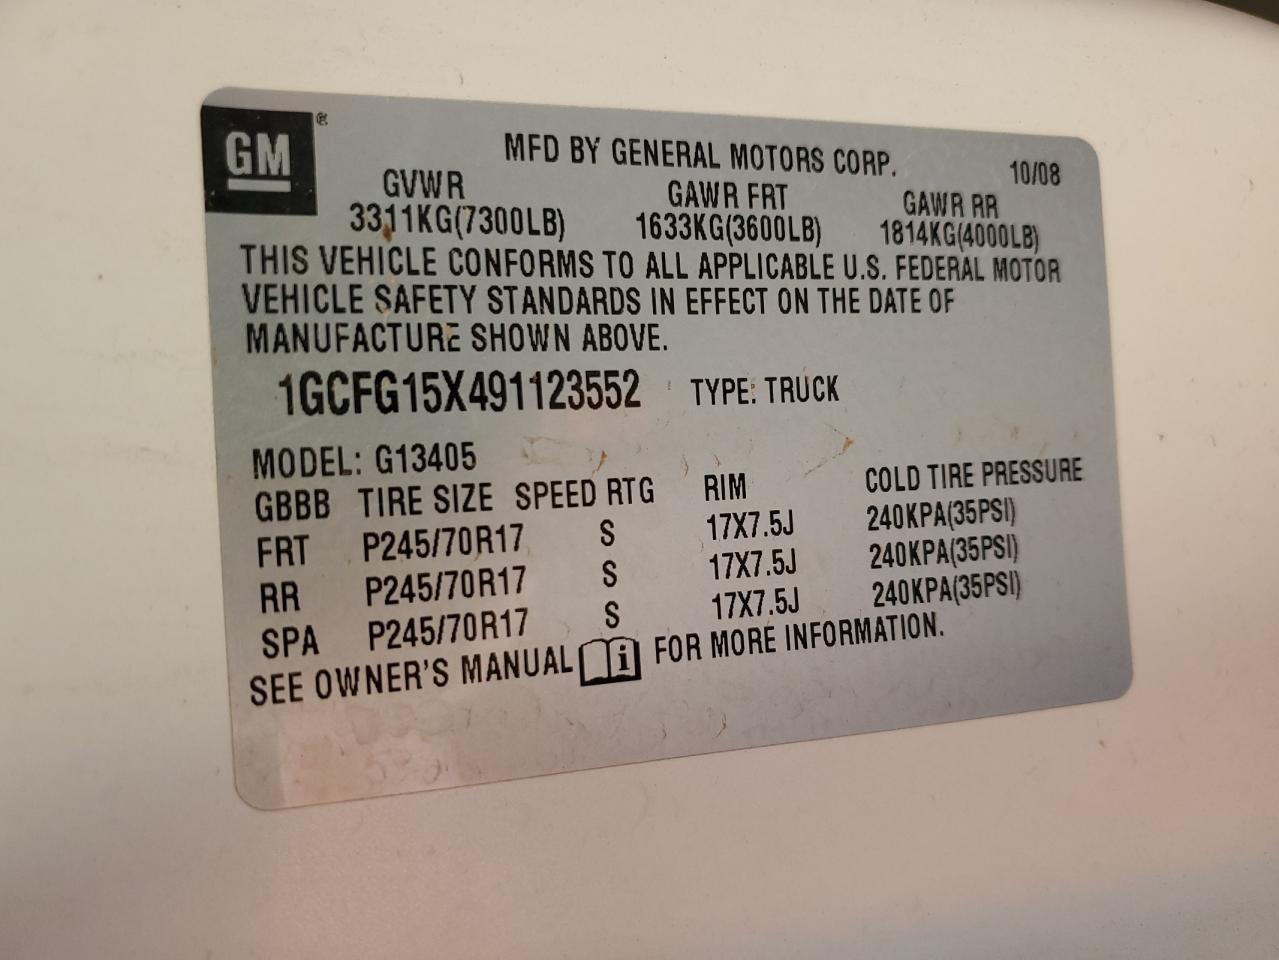 GM®
MFD BY GENERAL MOTORS CORP. 10/08
GVWR GAWR FRT GAWR RR
3311KG(7300LB) 1633KG(3600LB) 1814KG(4000LB)
THIS VEHICLE CONFORMS TO ALL APPLICABLE U.S. FEDERAL MOTOR
VEHICLE SAFETY STANDARDS IN EFFECT ON THE DATE OF
MANUFACTURE SHOWN ABOVE.
1GCFG15X491123552 TYPE: TRUCK
MODEL: G13405
GBBB TIRE SIZE SPEED RTG RIM COLD TIRE PRESSURE
FRT P245/70R17 S 17X7.5J 240KPA(35PSI)
RR P245/70R17 S 17X7.5J 240KPA(35PSI)
SPA P245/70R17 S 17X7.5J 240KPA(35PSI)
SEE OWNER'S MANUAL i FOR MORE INFORMATION.